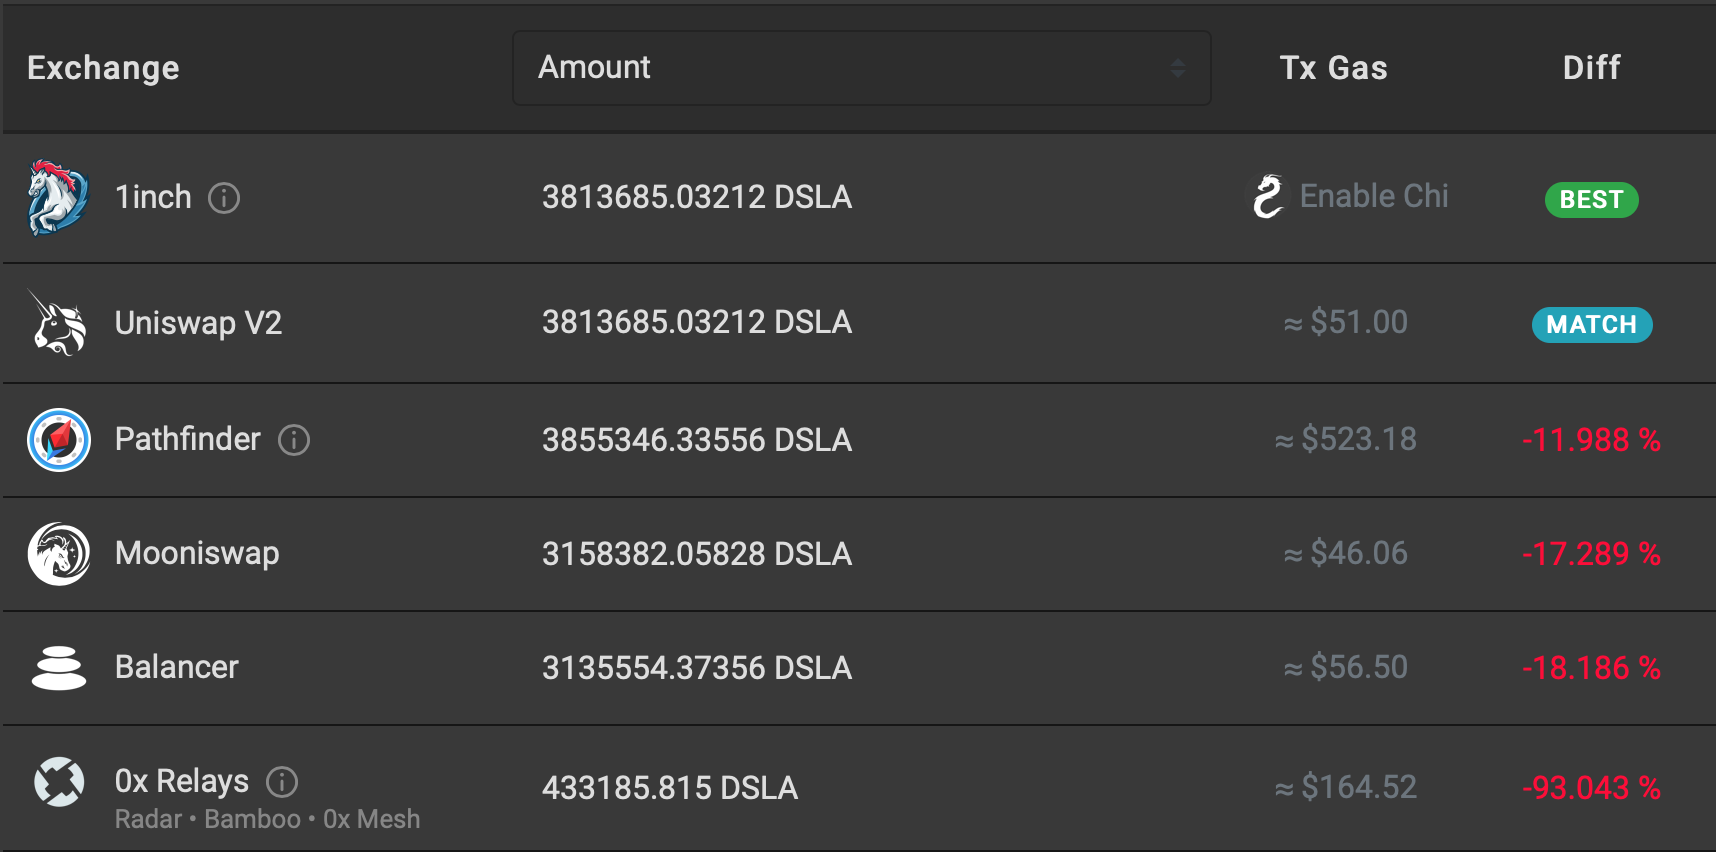 Exchange Amount Tx Gas Diff
1inch 3813685.03212 DSLA Enable Chi BEST
Uniswap V2 3813685.03212 DSLA ≈ $51.00 MATCH
Pathfinder 3855346.33556 DSLA ≈ $523.18 -11.988 %
Mooniswap 3158382.05828 DSLA ≈ $46.06 -17.289 %
Balancer 3135554.37356 DSLA ≈ $56.50 -18.186 %
0x Relays 433185.815 DSLA ≈ $164.52 -93.043 %
Radar • Bamboo • 0x Mesh